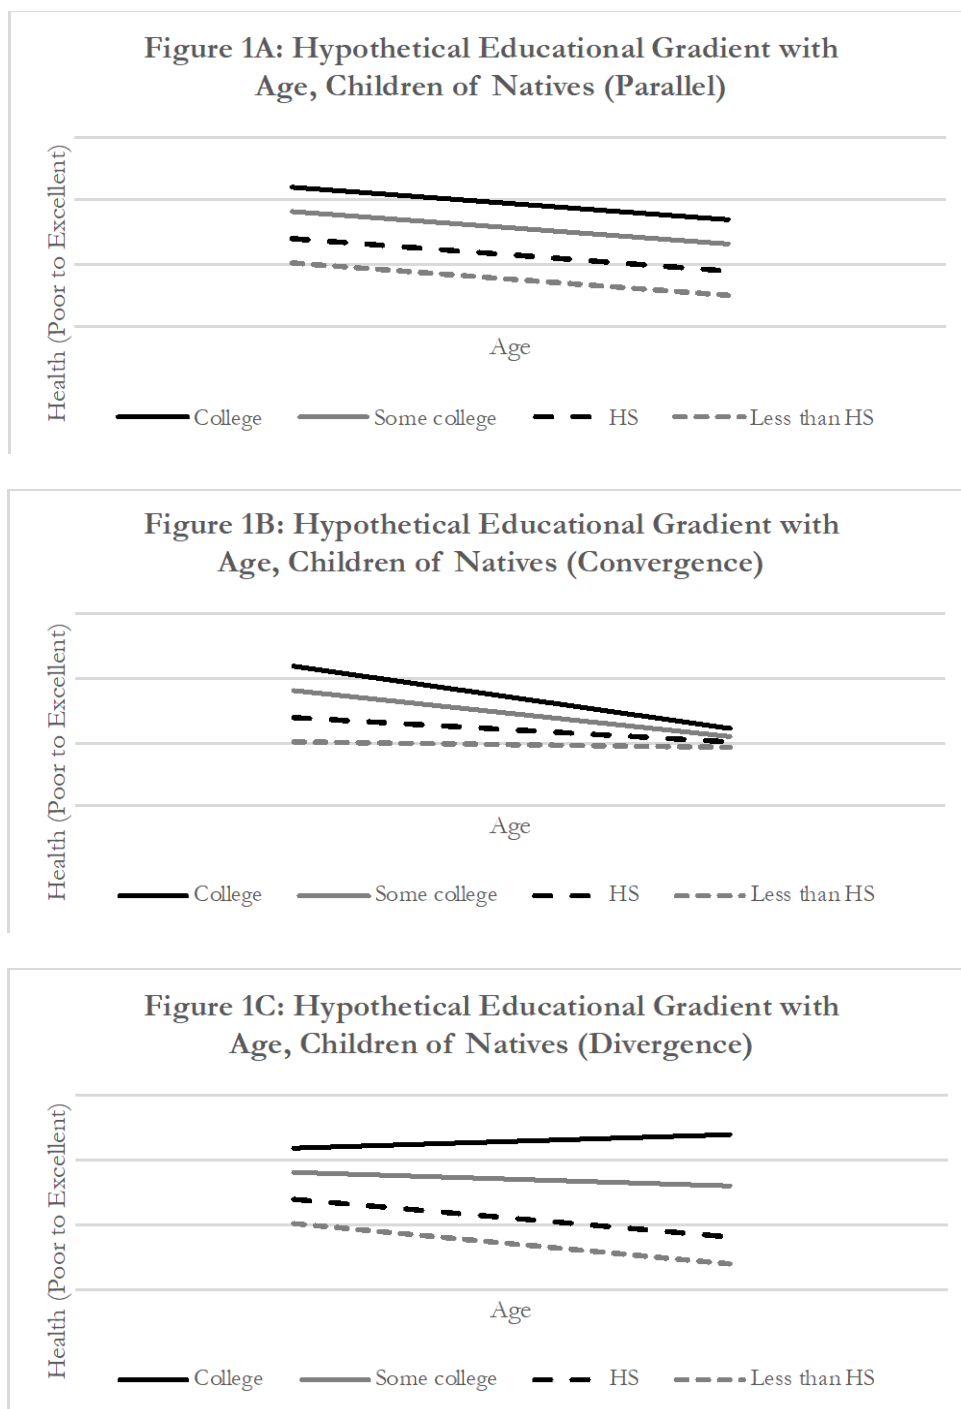 Figure 1A: Hypothetical Educational Gradient with
Age, Children of Natives (Parallel)
Health (Poor to Excellent)
Age
College
Some college
HS
Less than HS
Figure 1B: Hypothetical Educational Gradient with
Age, Children of Natives (Convergence)
Health (Poor to Excellent)
Age
College
Some college
HS
Less than HS
Figure 1C: Hypothetical Educational Gradient with
Age, Children of Natives (Divergence)
Health (Poor to Excellent)
Age
College
Some college
HS
Less than HS